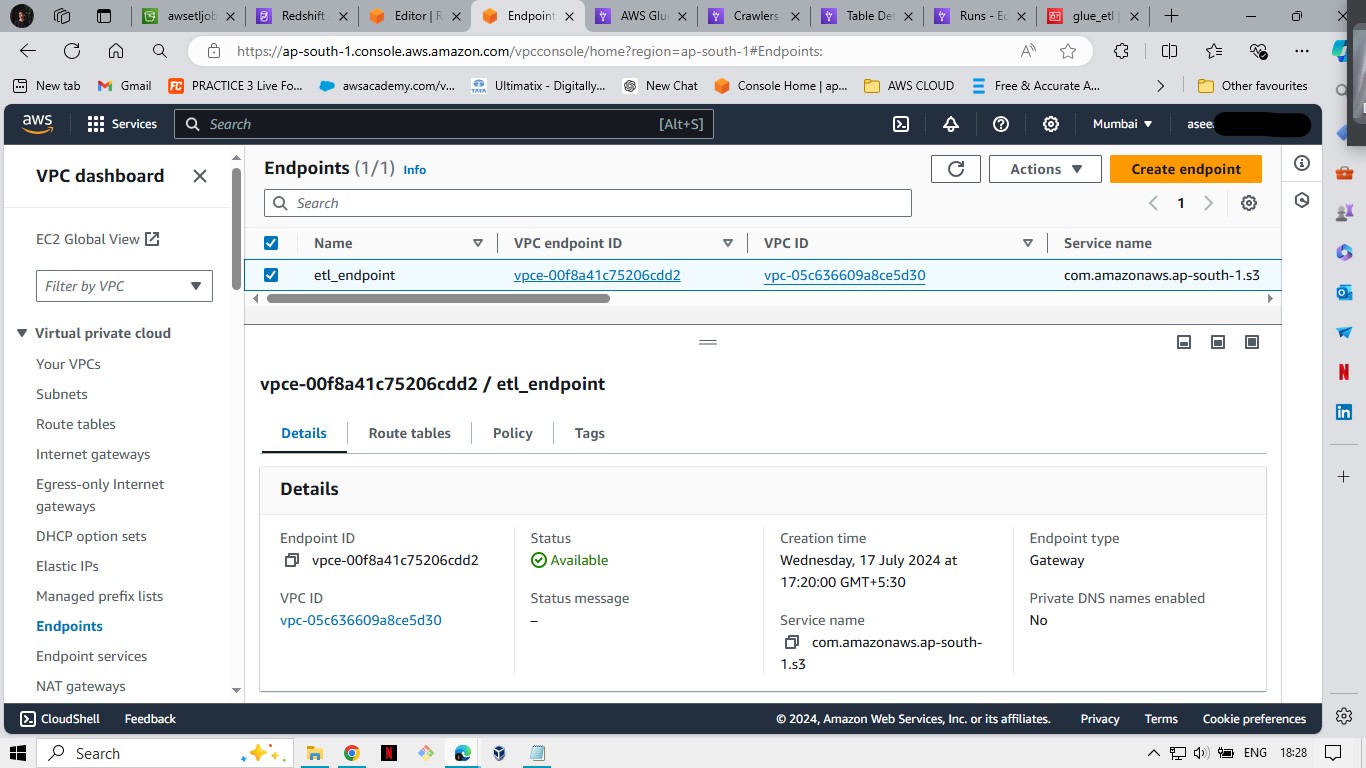 awsetljob
Redshift
Editor | R
Endpoint
AWS Glue
Crawlers
Table Det
Runs - Ec
glue_etl |
https://ap-south-1.console.aws.amazon.com/vpcconsole/home?region=ap-south-1#Endpoints:
New tab
Gmail
PRACTICE 3 Live Fo...
awsacademy.com/v...
Ultimatix - Digitally...
New Chat
Console Home | ap...
AWS CLOUD
Free & Accurate A...
Other favourites
aws
Services
Search
[Alt+S]
Mumbai
asee
VPC dashboard
EC2 Global View
Filter by VPC
Virtual private cloud
Your VPCs
Subnets
Route tables
Internet gateways
Egress-only Internet
gateways
DHCP option sets
Elastic IPs
Managed prefix lists
Endpoints
Endpoint services
NAT gateways
Endpoints (1/1) Info
Actions
Create endpoint
Search
1
Name VPC endpoint ID VPC ID Service name
etl_endpoint vpce-00f8a41c75206cdd2 vpc-05c636609a8ce5d30 com.amazonaws.ap-south-1.s3
vpce-00f8a41c75206cdd2 / etl_endpoint
Details Route tables Policy Tags
Details
Endpoint ID
vpce-00f8a41c75206cdd2
VPC ID
vpc-05c636609a8ce5d30
Status
Available
Status message
–
Creation time
Wednesday, 17 July 2024 at
17:20:00 GMT+5:30
Service name
com.amazonaws.ap-south-
1.s3
Endpoint type
Gateway
Private DNS names enabled
No
CloudShell Feedback
© 2024, Amazon Web Services, Inc. or its affiliates. Privacy Terms Cookie preferences
Search
ENG 18:28